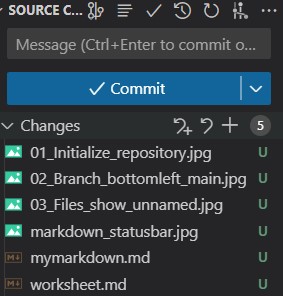 SOURCE C...
Message (Ctrl+Enter to commit o...
Commit
Changes 5
01_Initialize_repository.jpg U
02_Branch_bottomleft_main.jpg U
03_Files_show_unnamed.jpg U
markdown_statusbar.jpg U
mymarkdown.md U
worksheet.md U